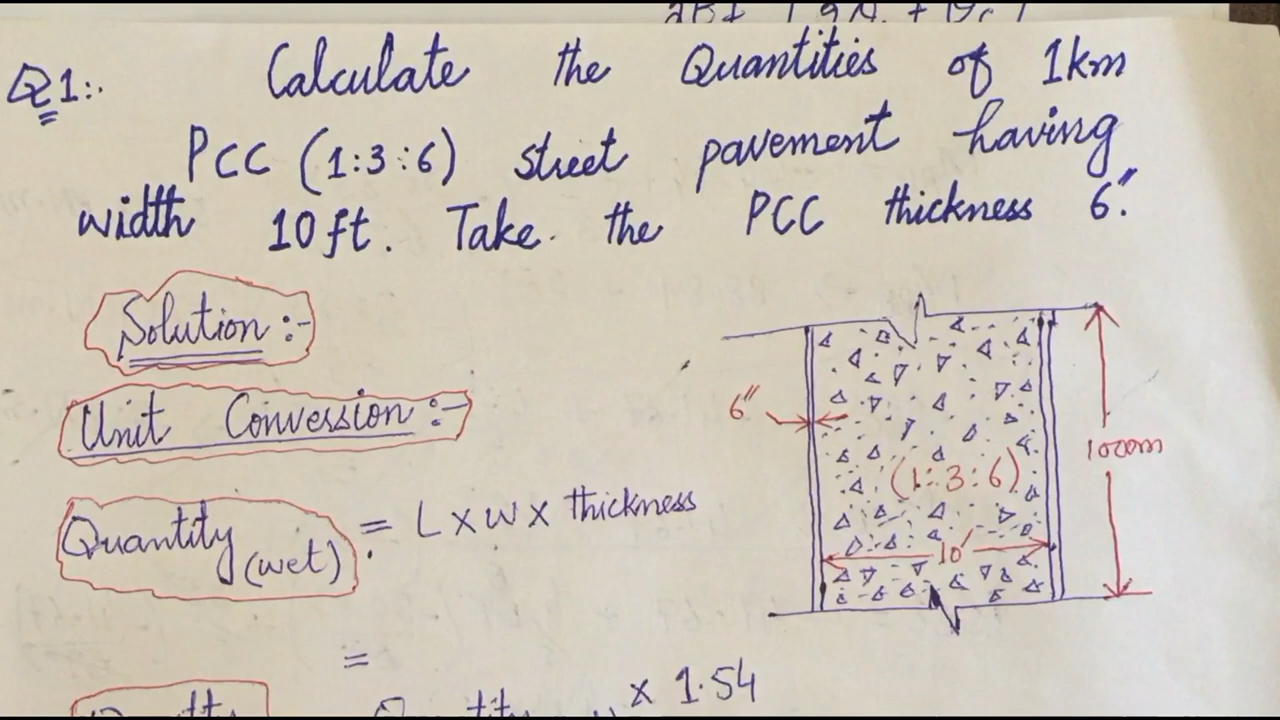 Q1:. Calculate the Quantities of 1km
PCC (1:3:6) street pavement having
width 10ft. Take the PCC thickness 6".
Solution :-
Unit Convession :-
Quantity (wet) = L x w x thickness
=
x 1.54
6"
(1:3:6)
10'
1000m